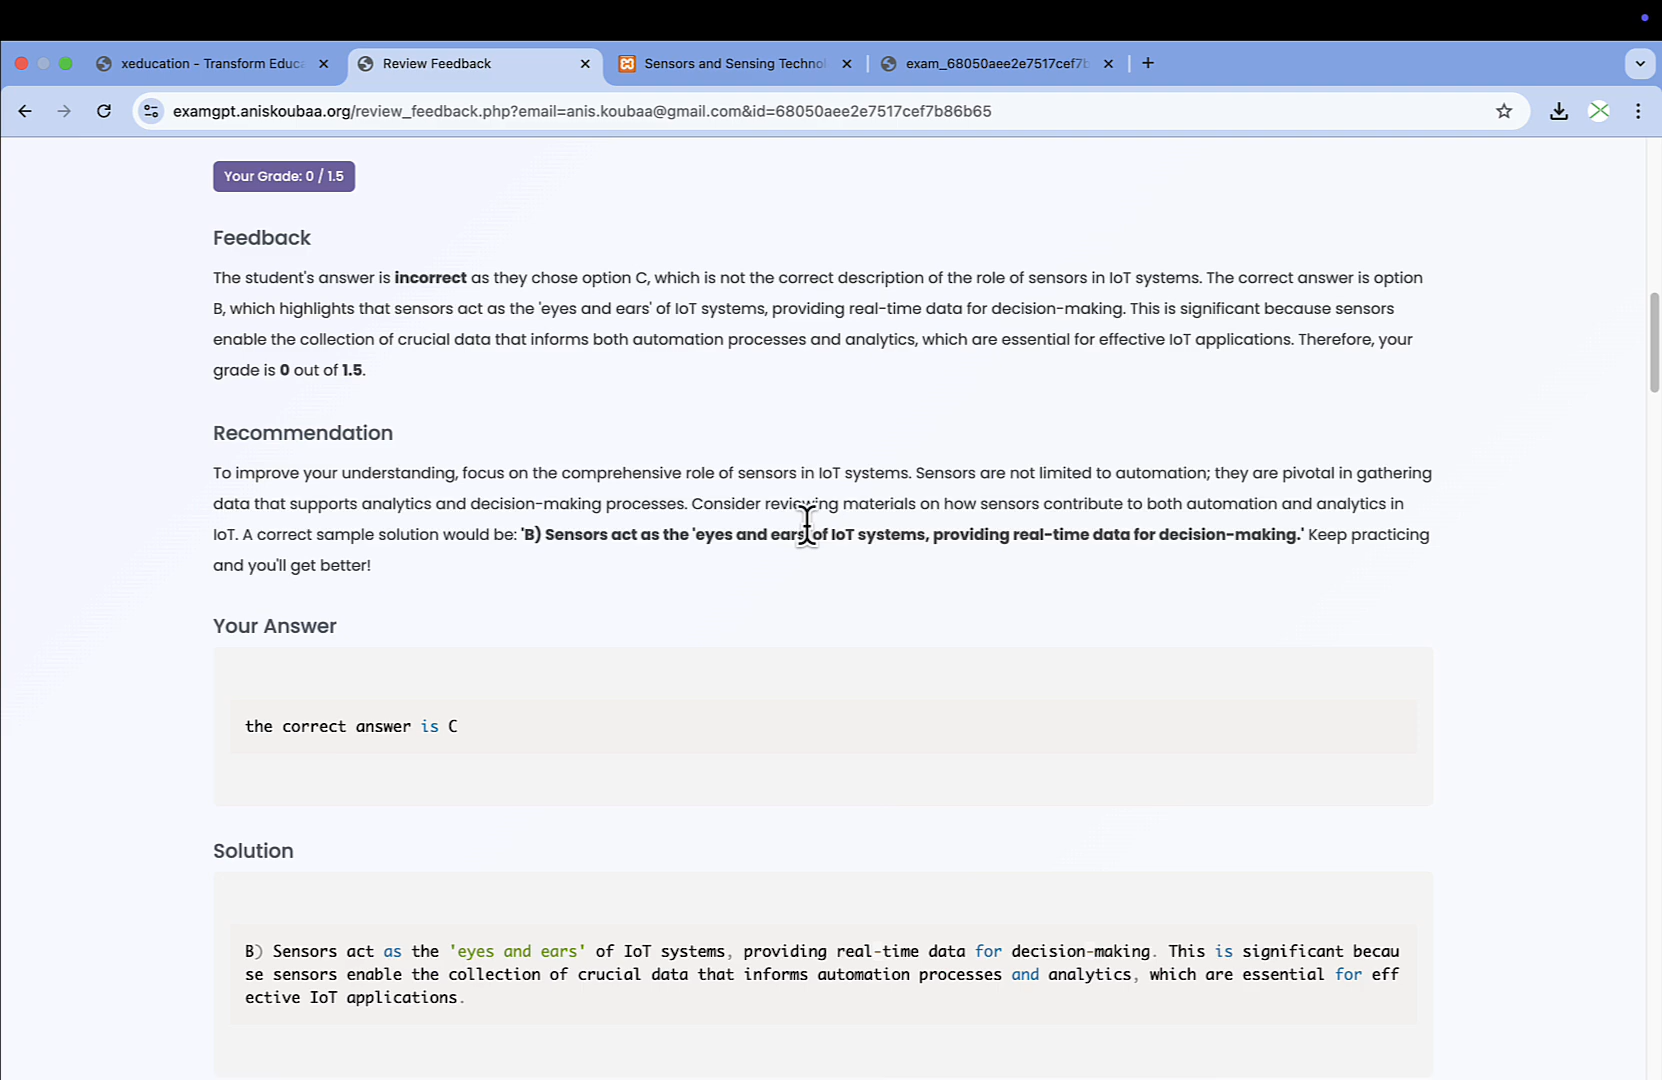 xeducation - Transform Educa
Review Feedback
Sensors and Sensing Technol
exam_68050aee2e7517cef7b
examgpt.aniskoubaa.org/review_feedback.php?email=anis.koubaa@gmail.com&id=68050aee2e7517cef7b86b65
Your Grade: 0 / 1.5
Feedback
The student's answer is incorrect as they chose option C, which is not the correct description of the role of sensors in IoT systems. The correct answer is option
B, which highlights that sensors act as the 'eyes and ears' of IoT systems, providing real-time data for decision-making. This is significant because sensors
enable the collection of crucial data that informs both automation processes and analytics, which are essential for effective IoT applications. Therefore, your
grade is 0 out of 1.5.
Recommendation
To improve your understanding, focus on the comprehensive role of sensors in IoT systems. Sensors are not limited to automation; they are pivotal in gathering
data that supports analytics and decision-making processes. Consider reviewing materials on how sensors contribute to both automation and analytics in
IoT. A correct sample solution would be: 'B) Sensors act as the 'eyes and ears' of IoT systems, providing real-time data for decision-making.' Keep practicing
and you'll get better!
Your Answer
the correct answer is C
Solution
B) Sensors act as the 'eyes and ears' of IoT systems, providing real-time data for decision-making. This is significant becau
se sensors enable the collection of crucial data that informs automation processes and analytics, which are essential for eff
ective IoT applications.